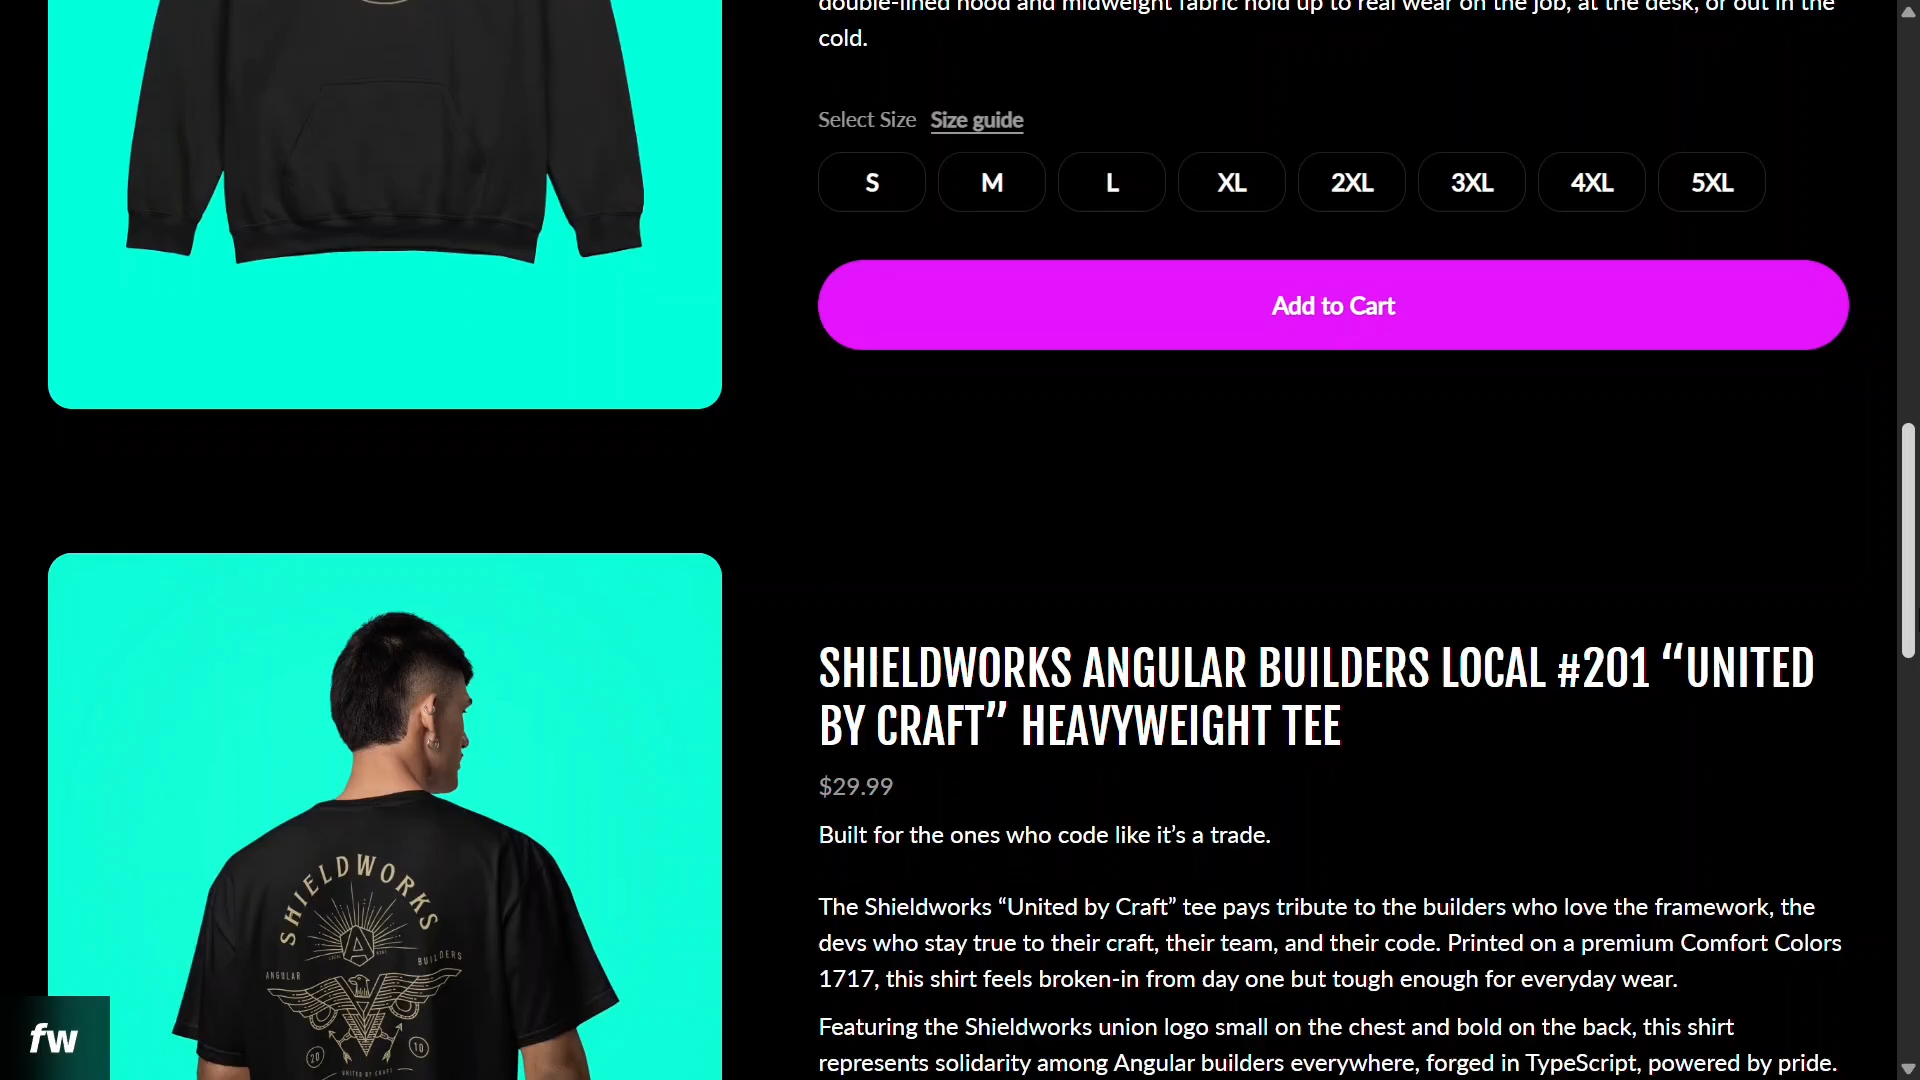 double-lined hood and midweight fabric hold up to real wear on the job, at the desk, or out in the
cold.
Select Size Size guide
S M L XL 2XL 3XL 4XL 5XL
Add to Cart
SHIELDWORKS ANGULAR BUILDERS LOCAL #201 “UNITED
BY CRAFT” HEAVYWEIGHT TEE
$29.99
Built for the ones who code like it’s a trade.
The Shieldworks “United by Craft” tee pays tribute to the builders who love the framework, the
devs who stay true to their craft, their team, and their code. Printed on a premium Comfort Colors
1717, this shirt feels broken-in from day one but tough enough for everyday wear.
Featuring the Shieldworks union logo small on the chest and bold on the back, this shirt
represents solidarity among Angular builders everywhere, forged in TypeScript, powered by pride.
SHIELDWORKS
A
ANGULAR BUILDERS
20 10
UNITED BY CRAFT
fw